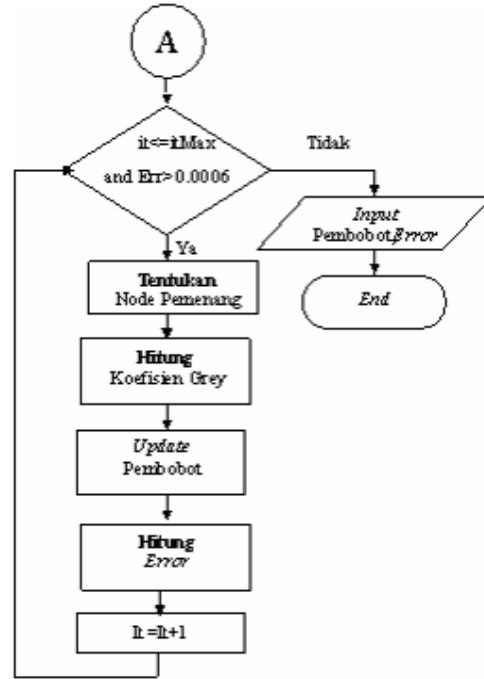 A
it<=itMax
and Err>0.0006
Tidak
Input
Pembobot,Error
End
Ya
Tentukan
Node Pemenang
Hitung
Koefisien Grey
Update
Pembobot
Hitung
Error
It =It+1